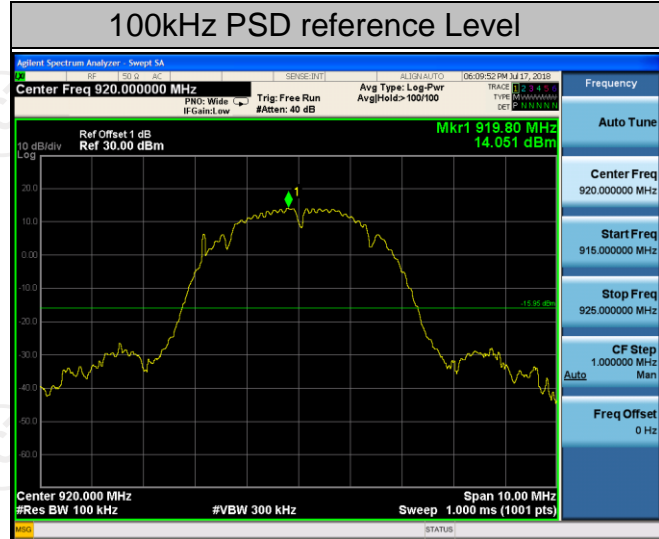 100kHz PSD reference Level
Agilent Spectrum Analyzer - Swept SA
RF 50 Ω AC SENSE:INT ALIGN AUTO 06:09:52 PM Jul 17, 2018
Center Freq 920.000000 MHz
PNO: Wide
IFGain:Low
Trig: Free Run
#Atten: 40 dB
Avg Type: Log-Pwr
Avg|Hold:> 100/100
TRACE 1 2 3 4 5 6
TYPE
DET P N N N N N
Mkr1 919.80 MHz
14.051 dBm
Ref Offset 1 dB
10 dB/div Ref 30.00 dBm
Log
1
20.0
10.0
0.00
-10.0
-15.95 dBm
-20.0
-30.0
-40.0
-50.0
-60.0
Center 920.000 MHz Span 10.00 MHz
#Res BW 100 kHz #VBW 300 kHz Sweep 1.000 ms (1001 pts)
MSG STATUS
Frequency
Auto Tune
Center Freq
920.000000 MHz
Start Freq
915.000000 MHz
Stop Freq
925.000000 MHz
CF Step
1.000000 MHz
Auto Man
Freq Offset
0 Hz